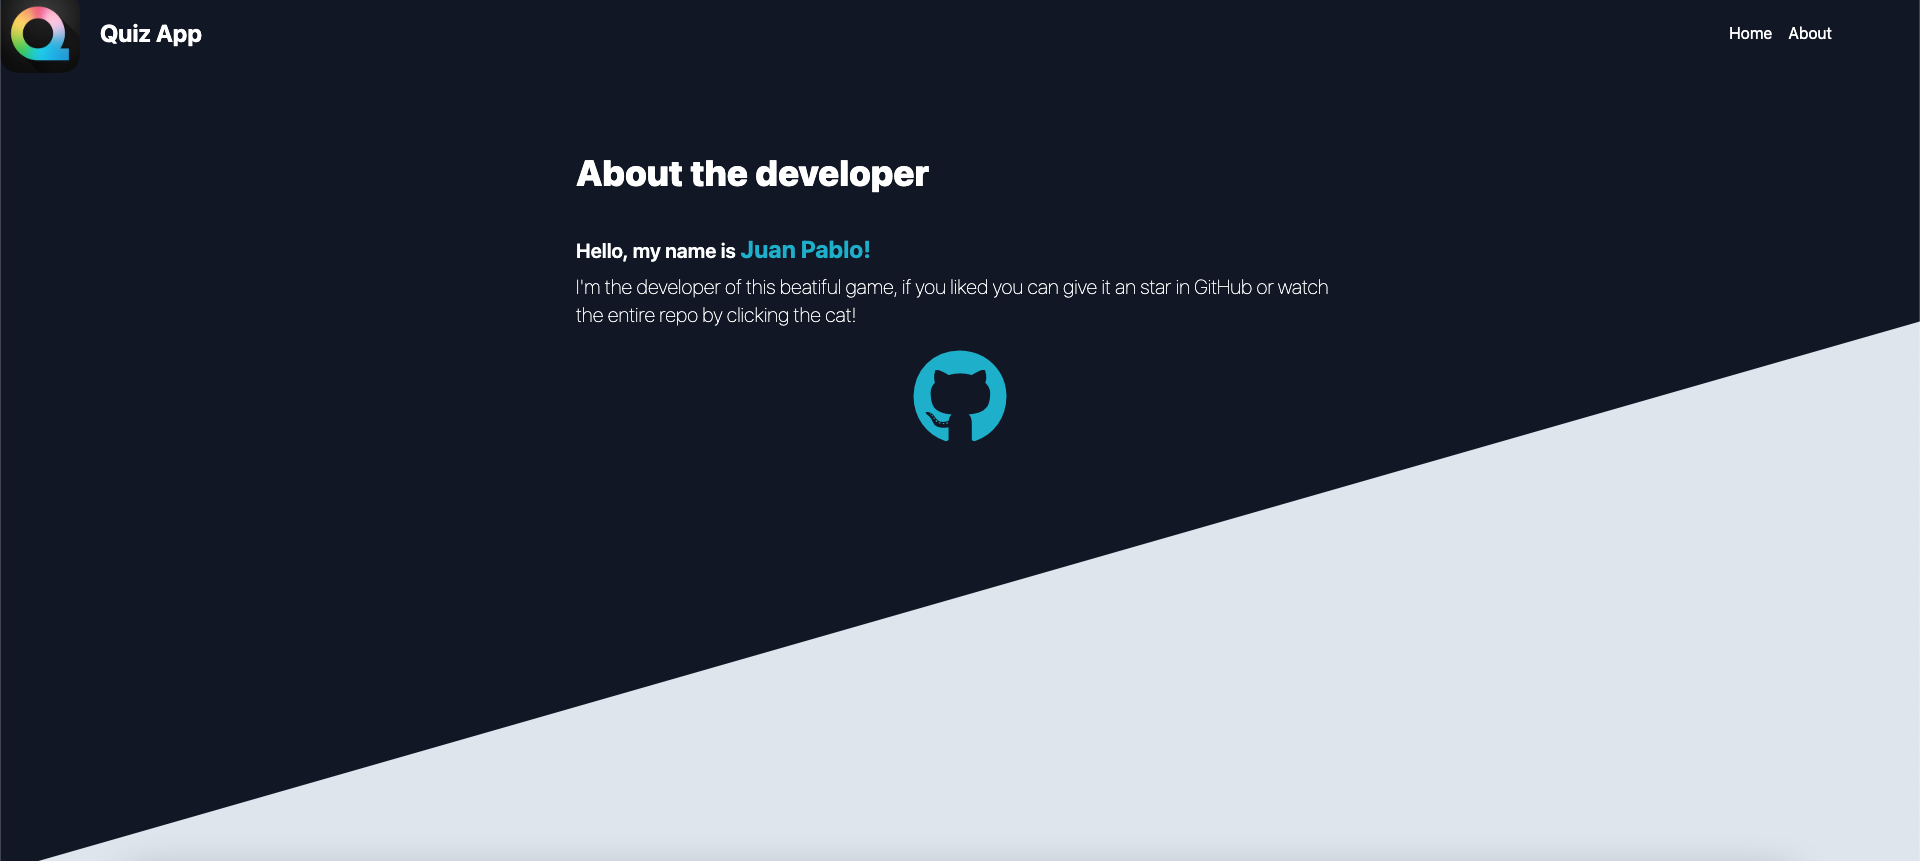 Quiz App
Home About
About the developer
Hello, my name is Juan Pablo!
I'm the developer of this beatiful game, if you liked you can give it an star in GitHub or watch
the entire repo by clicking the cat!